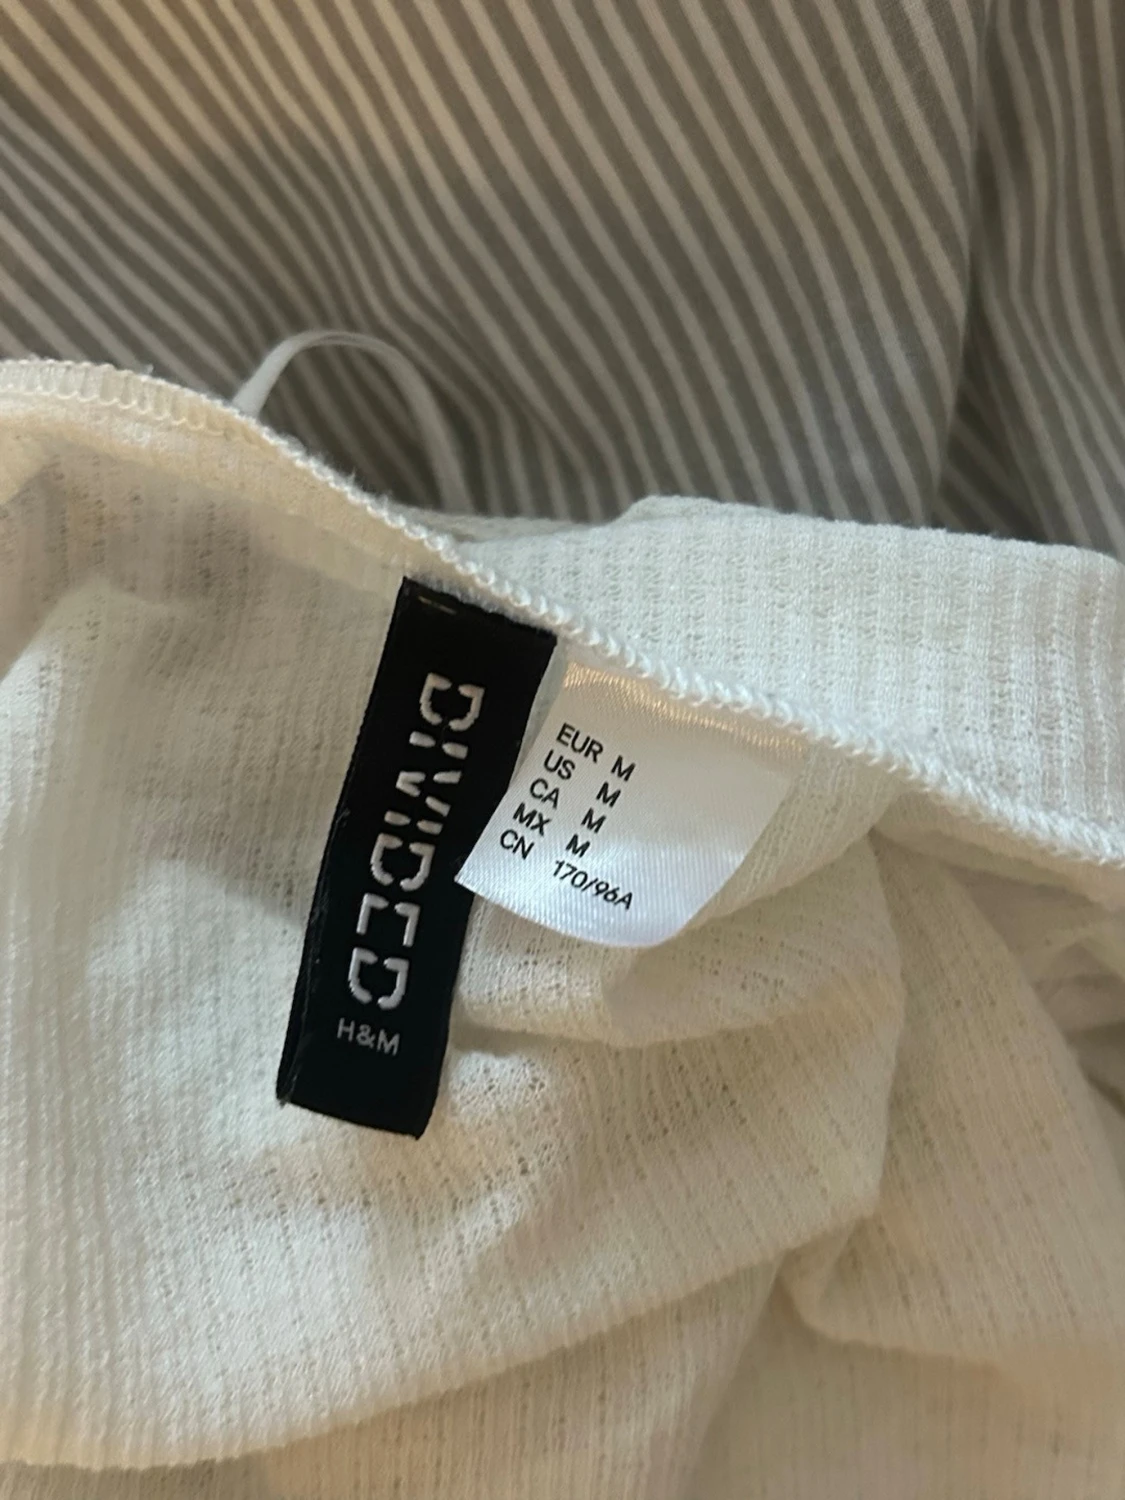 DIVIDED
H&M
EUR M
US M
CA M
MX M
CN 170/96A